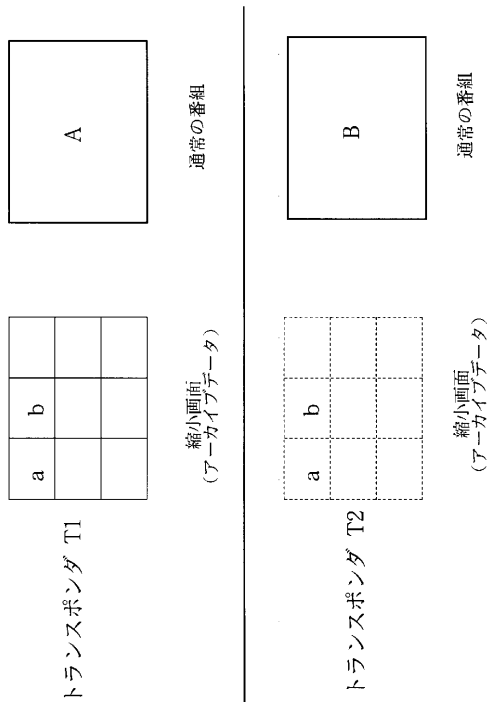 トランスポンダ T1
a
b
縮小画面
(アーカイブデータ)
A
通常の番組
トランスポンダ T2
a
b
縮小画面
(アーカイブデータ)
B
通常の番組